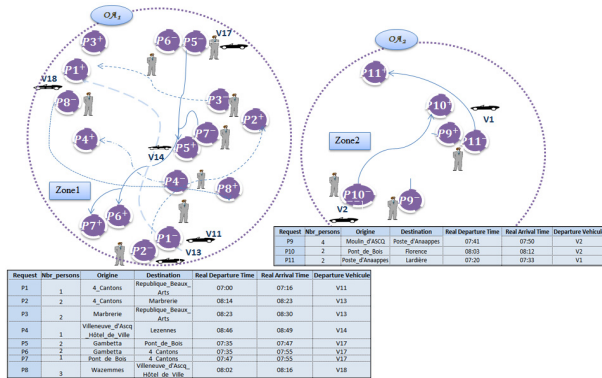 OA₁
P3⁺
P6⁻
P5⁻
V17
P1⁺
V18
P8⁻
P3⁻
P2⁺
P4⁺
P7⁻
V14
P5⁺
P4⁻
P8⁺
Zone1
P7⁺
P6⁺
V11
P2⁻
P1⁻
V13
OA₂
P11⁺
P10⁺
V1
P9⁺
P11⁻
Zone2
P10⁻
P9⁻
V2
Request Nbr_persons Origine Destination Real Departure Time Real Arrival Time Departure Vehicule
P9 4 Moulin_d'ASCQ Poste_d'Anaappes 07:41 07:50 V2
P10 2 Pont_de_Bois Florence 08:03 08:12 V2
P11 2 Poste_d'Anaappes Lardière 07:20 07:33 V1
Request Nbr_persons Origine Destination Real Departure Time Real Arrival Time Departure Vehicule
P1 1 4_Cantons Republique_Beaux_Arts 07:00 07:16 V11
P2 2 4_Cantons Marbrerie 08:14 08:23 V13
P3 2 Marbrerie Republique_Beaux_Arts 08:23 08:30 V13
P4 1 Villeneuve_d'Ascq_Hôtel_de_Ville Lezennes 08:46 08:49 V14
P5 2 Gambetta Pont_de_Bois 07:35 07:47 V17
P6 2 Gambetta 4_Cantons 07:35 07:55 V17
P7 1 Pont_de_Bois 4_Cantons 07:47 07:55 V17
P8 3 Wazemmes Villeneuve_d'Ascq_Hôtel_de_Ville 08:02 08:16 V18